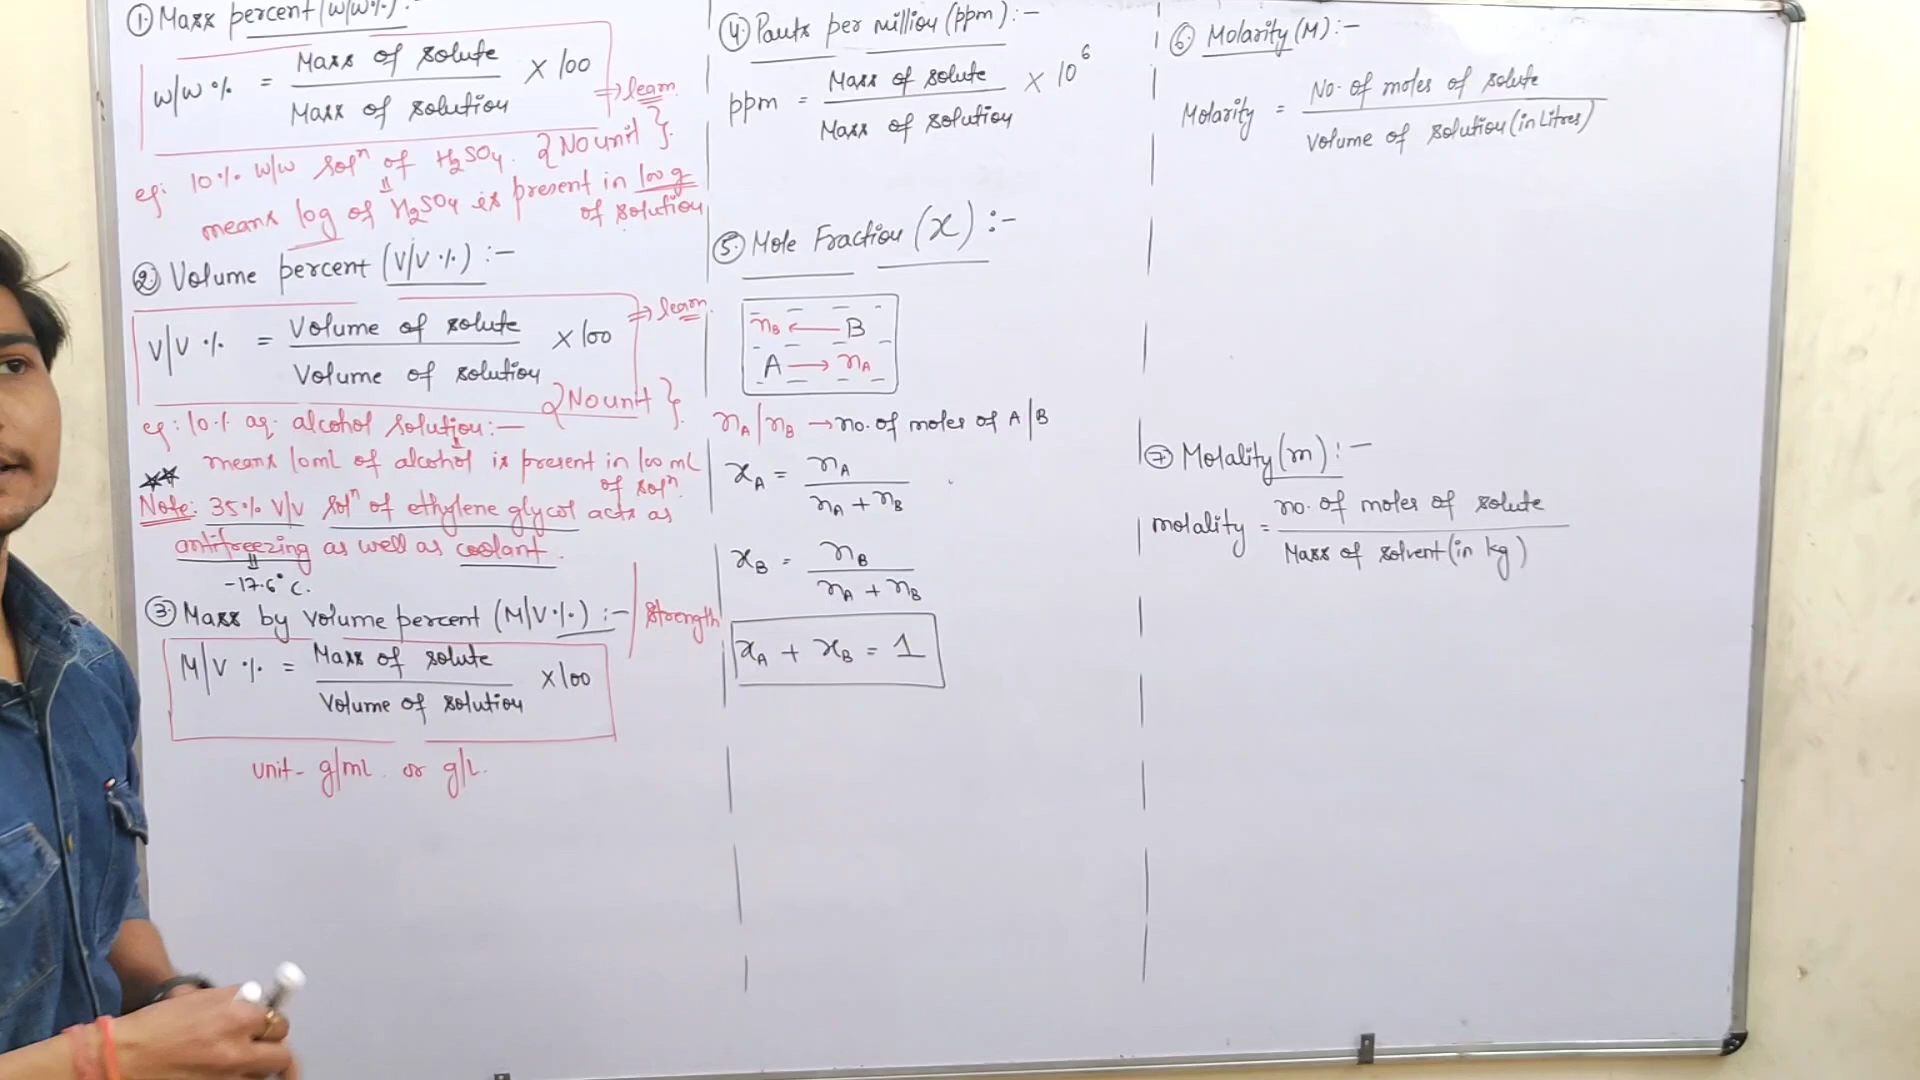 ① Mass percent (w/w%) :-
w/w % = Mass of solute / Mass of solution × 100 ⇒ learn
{No unit}.
eg: 10% w/w solⁿ of H₂SO₄.
means 10g of H₂SO₄ is present in 100g
of solution
② Volume percent (V/V %) :-
V/V % = Volume of solute / Volume of solution × 100 ⇒ learn
{No unit}.
eg: 10% aq. alcohol solution:-
means 10mL of alcohol is present in 100 mL
of solⁿ.
Note: 35% V/V solⁿ of ethylene glycol acts as
antifreezing as well as coolant.
-17.6°C.
③ Mass by volume percent (M/V %) :- / strength
M/V % = Mass of solute / Volume of solution × 100
unit- g/mL or g/L.
④ Parts per million (ppm) :-
ppm = Mass of solute / Mass of solution × 10⁶
⑤ Mole Fraction (x) :-
n_B ← B
A → n_A
n_A/n_B → no. of moles of A/B
x_A = n_A / n_A + n_B
x_B = n_B / n_A + n_B
x_A + x_B = 1
⑥ Molarity (M) :-
Molarity = No. of moles of solute / Volume of solution (in Litres)
⑦ Molality (m) :-
molality = no. of moles of solute / Mass of solvent (in kg)